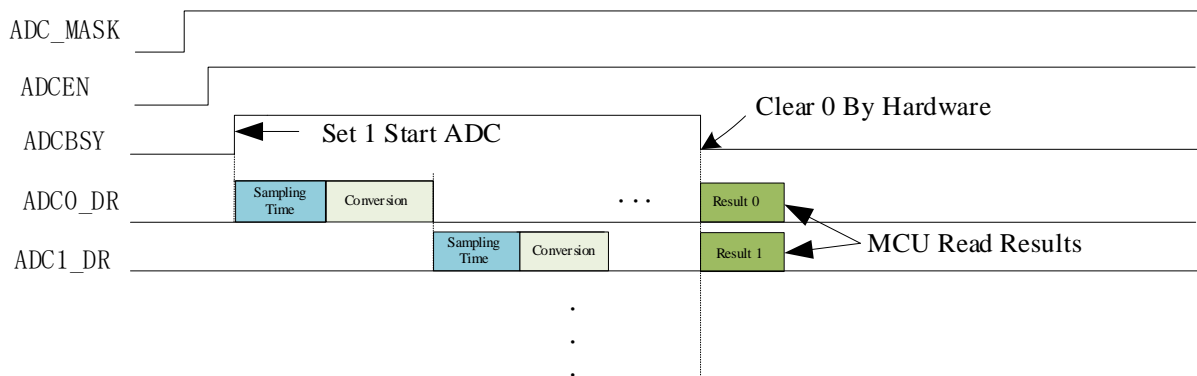 ADC_MASK
ADCEN
Clear 0 By Hardware
ADCBSY
Set 1 Start ADC
ADC0_DR
Sampling
Time
Conversion
. . .
Result 0
MCU Read Results
ADC1_DR
Sampling
Time
Conversion
Result 1
.
.
.